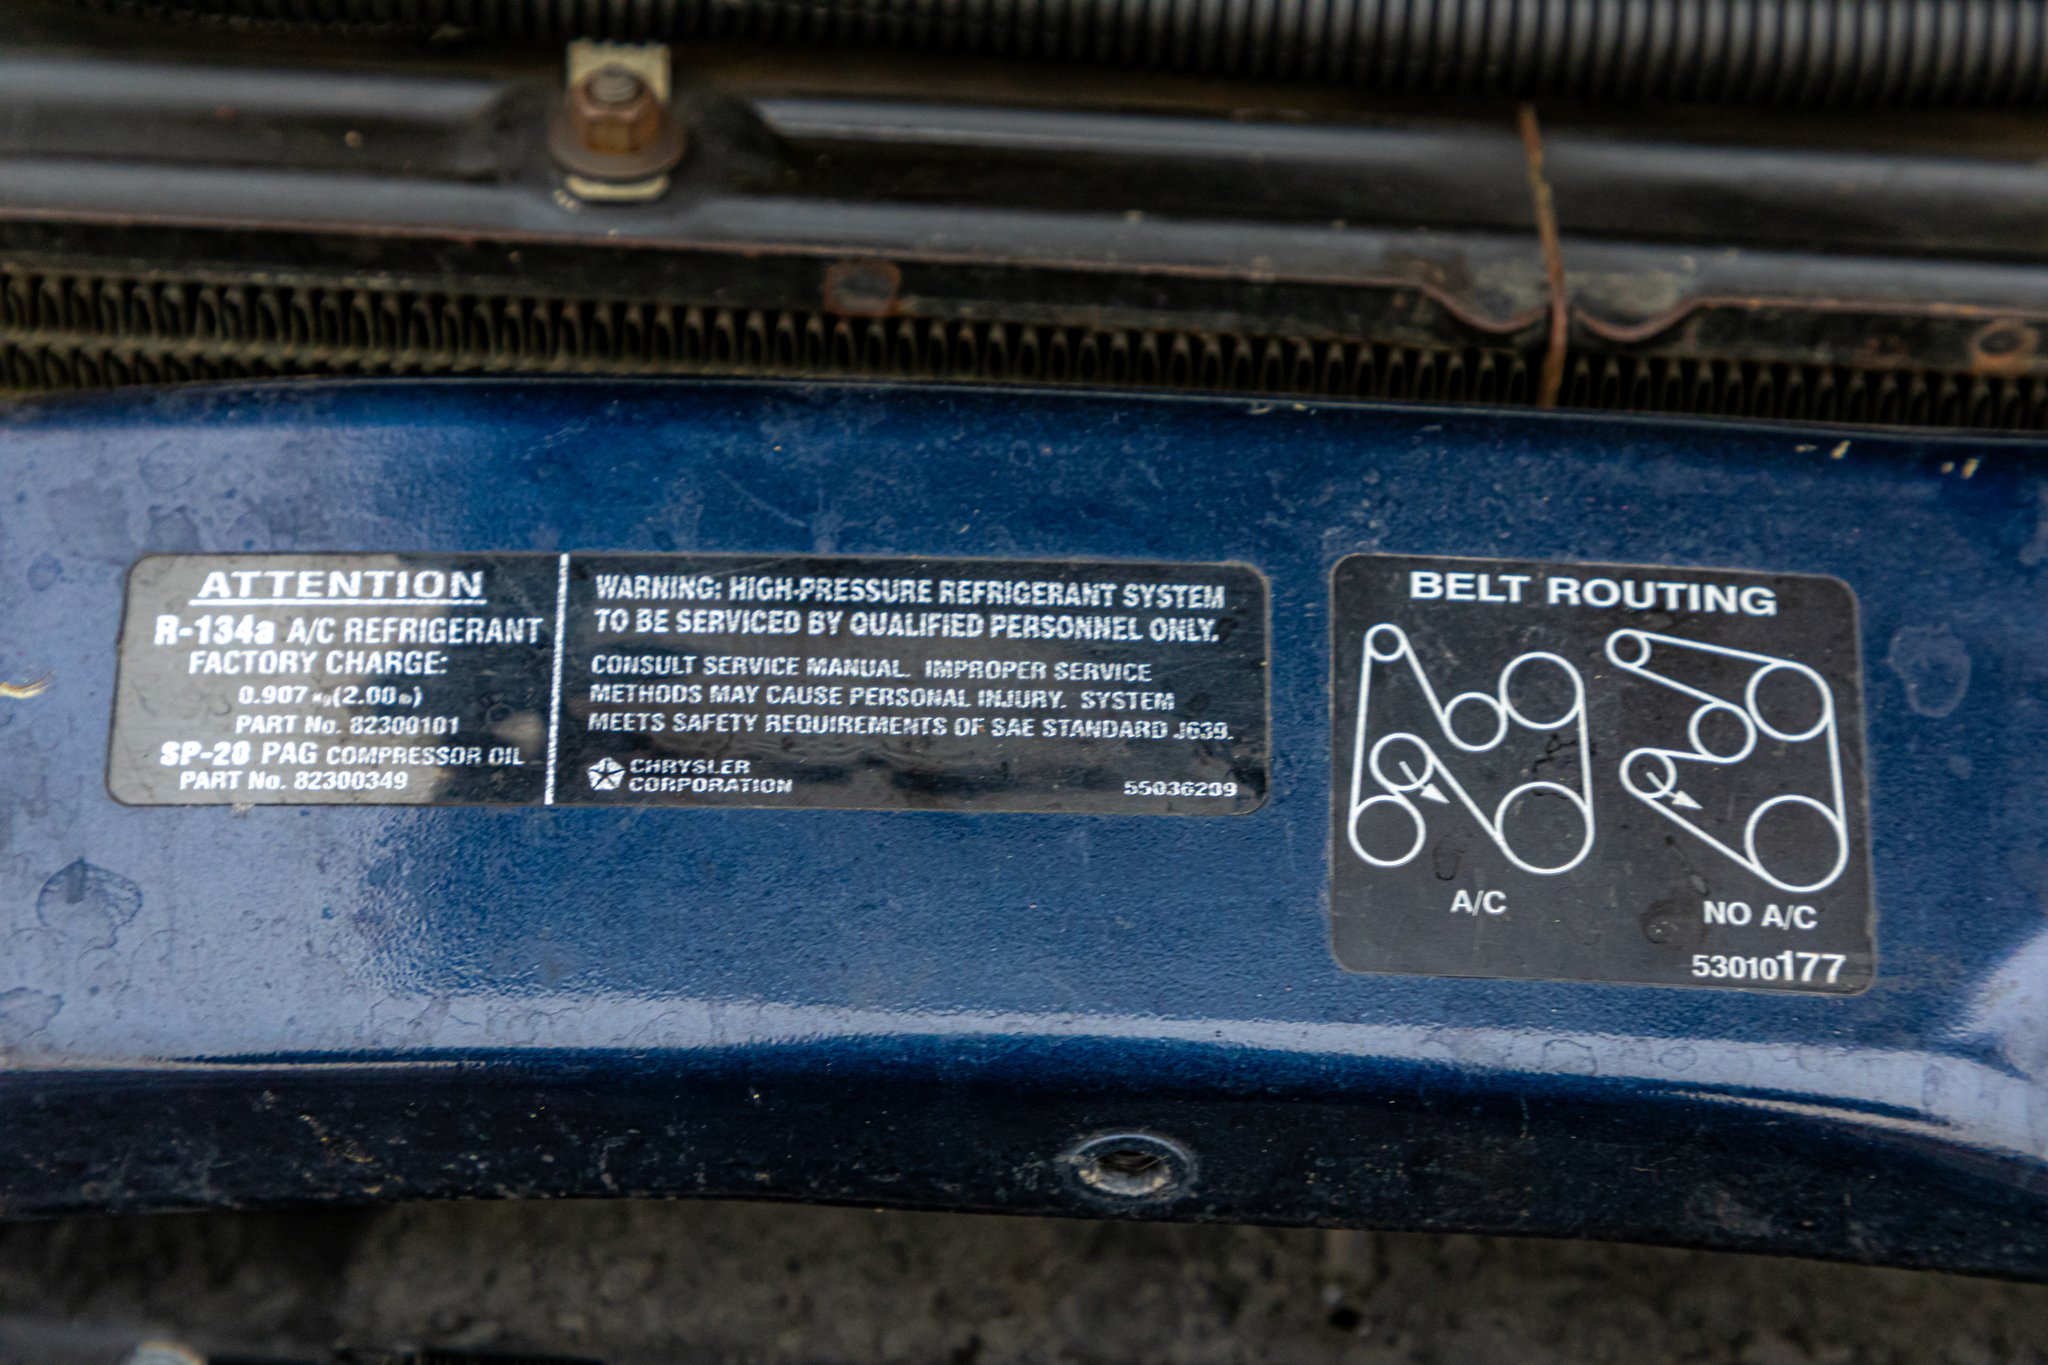 ATTENTION
R-134a A/C REFRIGERANT
FACTORY CHARGE:
0.907 kg (2.00 lb)
PART No. 82300101
SP-20 PAG COMPRESSOR OIL
PART No. 82300349
WARNING: HIGH-PRESSURE REFRIGERANT SYSTEM
TO BE SERVICED BY QUALIFIED PERSONNEL ONLY.
CONSULT SERVICE MANUAL. IMPROPER SERVICE
METHODS MAY CAUSE PERSONAL INJURY. SYSTEM
MEETS SAFETY REQUIREMENTS OF SAE STANDARD J639.
CHRYSLER
CORPORATION
55036209
BELT ROUTING
A/C
NO A/C
53010177